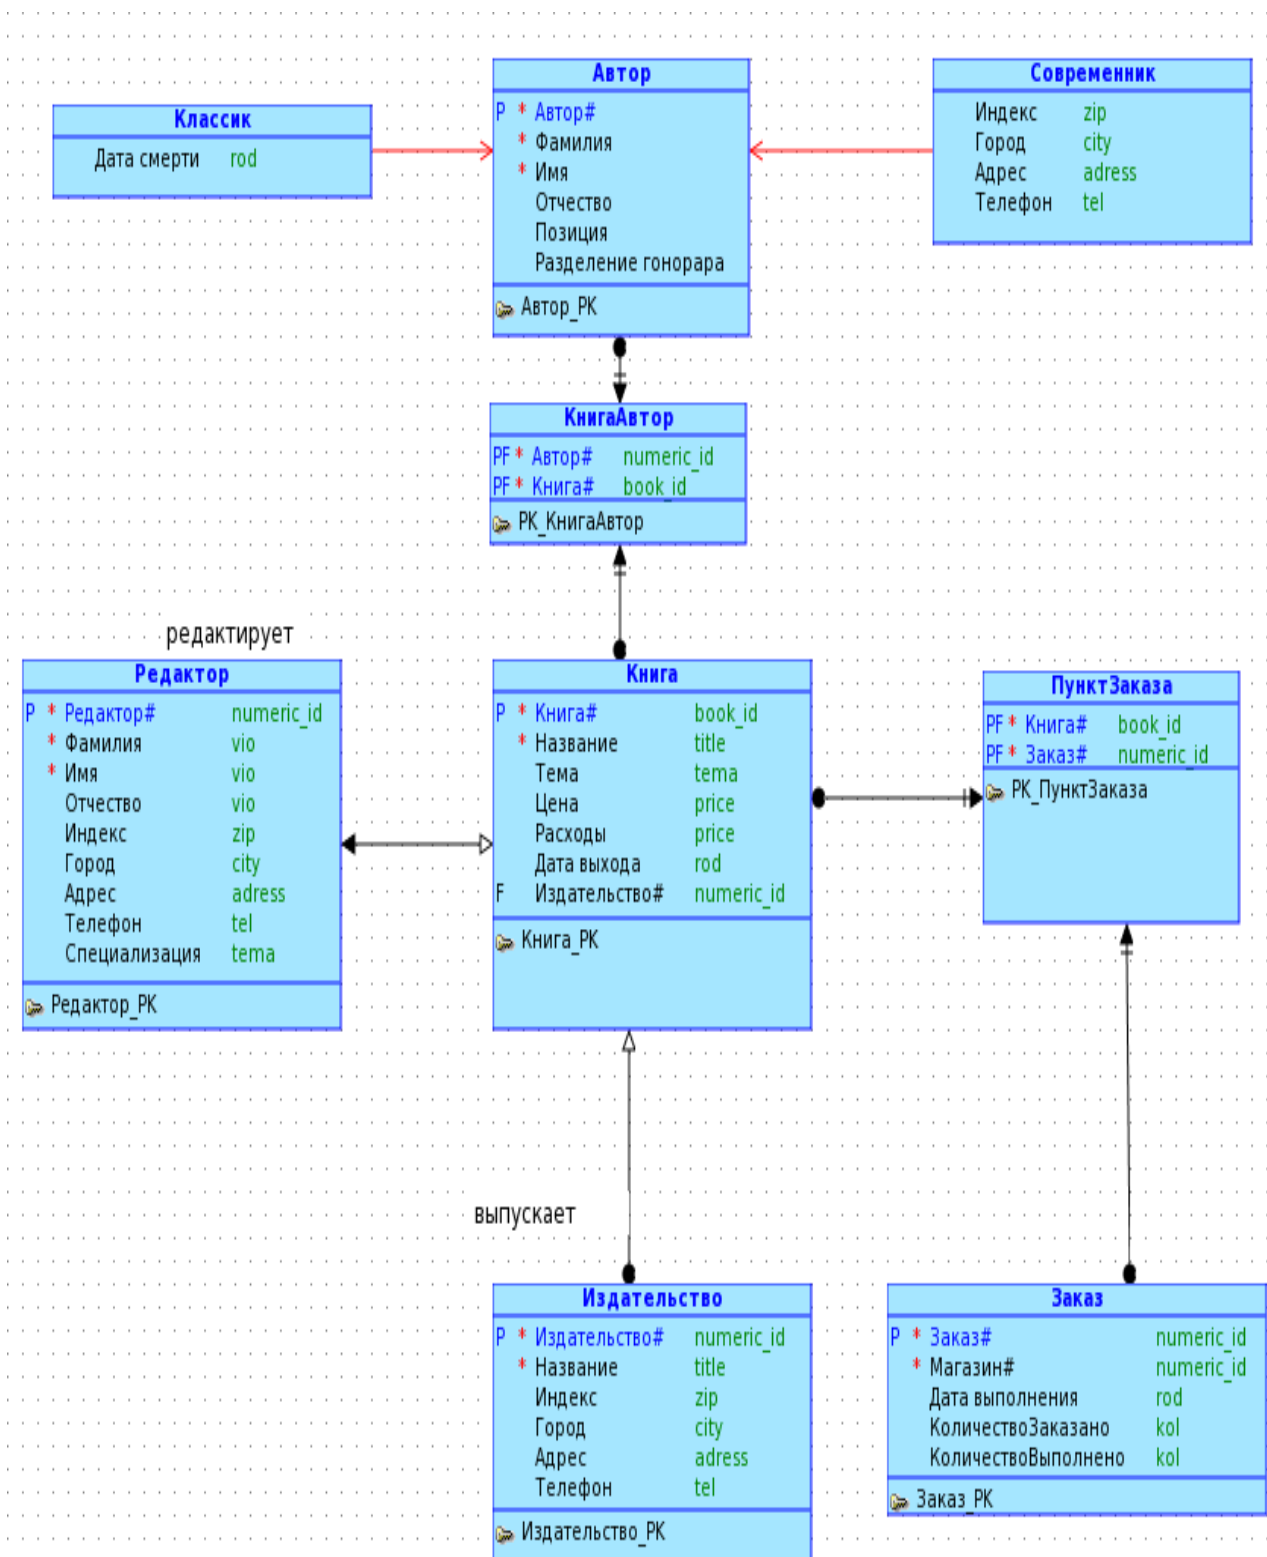 Автор
P * Автор#
* Фамилия
* Имя
Отчество
Позиция
Разделение гонорара
Автор_PK
Классик
Дата смерти rod
Современник
Индекс zip
Город city
Адрес adress
Телефон tel
КнигаАвтор
PF * Автор# numeric_id
PF * Книга# book_id
PK_КнигаАвтор
редактирует
Редактор
P * Редактор# numeric_id
* Фамилия vio
* Имя vio
Отчество vio
Индекс zip
Город city
Адрес adress
Телефон tel
Специализация tema
Редактор_PK
Книга
P * Книга# book_id
* Название title
Тема tema
Цена price
Расходы price
Дата выхода rod
F Издательство# numeric_id
Книга_PK
ПунктЗаказа
PF * Книга# book_id
PF * Заказ# numeric_id
PK_ПунктЗаказа
выпускает
Издательство
P * Издательство# numeric_id
* Название title
Индекс zip
Город city
Адрес adress
Телефон tel
Издательство_PK
Заказ
P * Заказ# numeric_id
* Магазин# numeric_id
Дата выполнения rod
КоличествоЗаказано kol
КоличествоВыполнено kol
Заказ_PK